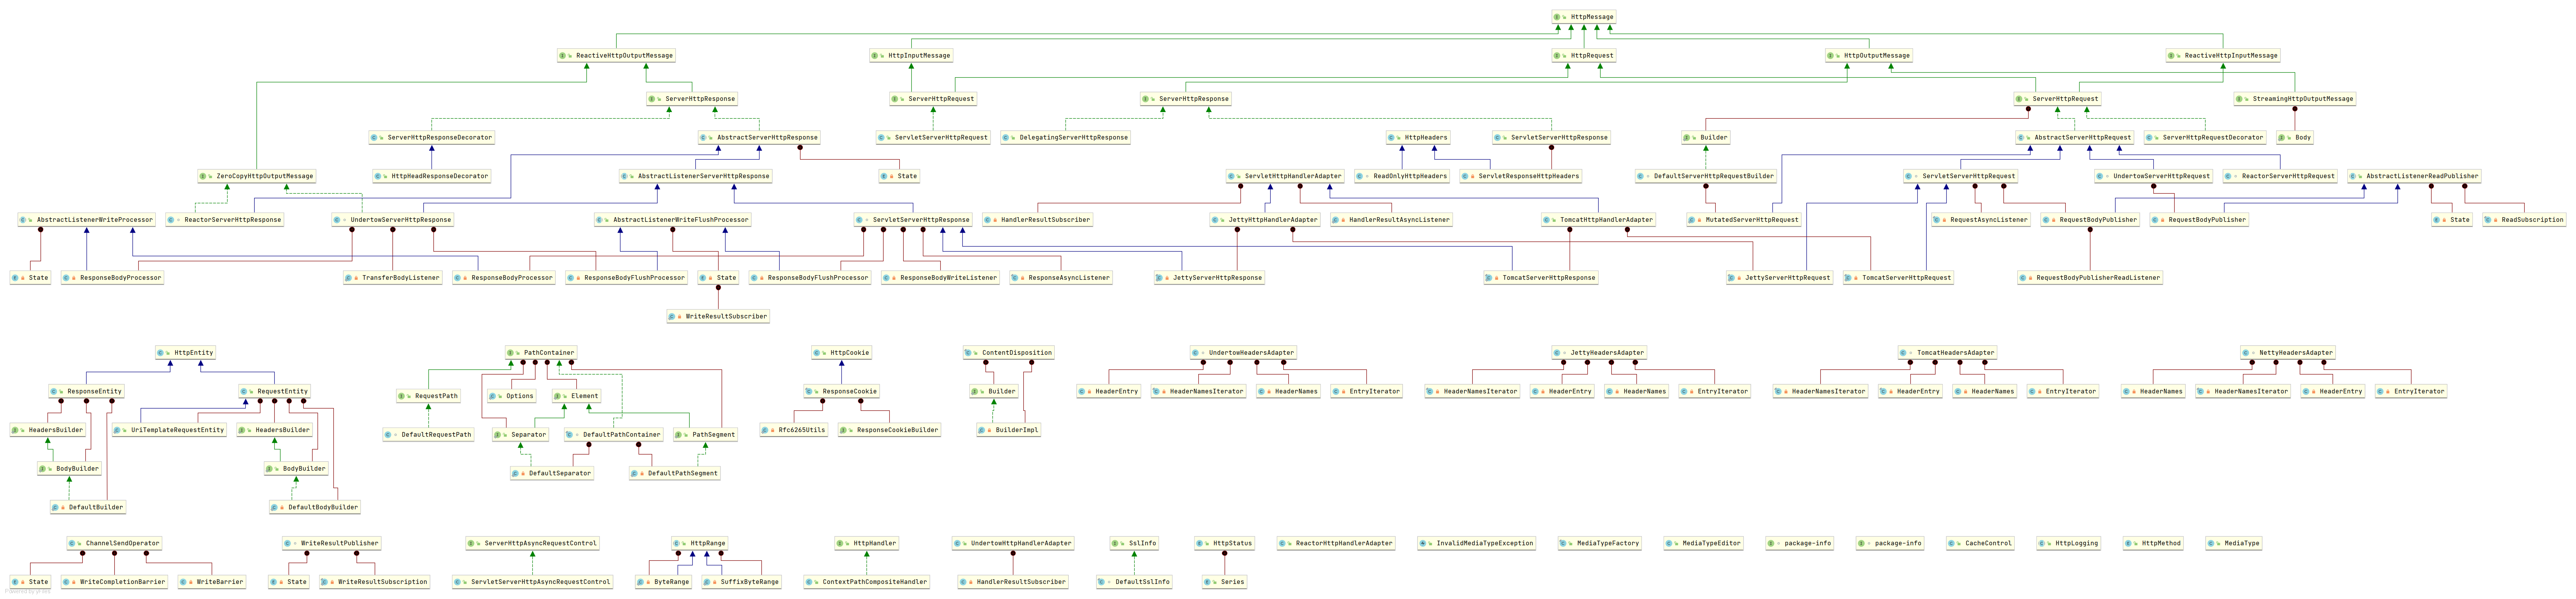 HttpMessage
ReactiveHttpOutputMessage
HttpInputMessage
HttpRequest
HttpOutputMessage
ReactiveHttpInputMessage
ServerHttpResponse
ServerHttpRequest
ServerHttpResponse
ServerHttpRequest
StreamingHttpOutputMessage
ServerHttpResponseDecorator
AbstractServerHttpResponse
ServletServerHttpRequest
DelegatingServerHttpResponse
HttpHeaders
ServletServerHttpResponse
Builder
AbstractServerHttpRequest
ServerHttpRequestDecorator
Body
ZeroCopyHttpOutputMessage
HttpHeadResponseDecorator
AbstractListenerServerHttpResponse
State
ServletHttpHandlerAdapter
ReadOnlyHttpHeaders
ServletResponseHttpHeaders
DefaultServerHttpRequestBuilder
ServletServerHttpRequest
UndertowServerHttpRequest
ReactorServerHttpRequest
AbstractListenerReadPublisher
AbstractListenerWriteProcessor
ReactorServerHttpResponse
UndertowServerHttpResponse
AbstractListenerWriteFlushProcessor
ServletServerHttpResponse
HandlerResultSubscriber
JettyHttpHandlerAdapter
HandlerResultAsyncListener
TomcatHttpHandlerAdapter
MutatedServerHttpRequest
RequestAsyncListener
RequestBodyPublisher
RequestBodyPublisher
State
ReadSubscription
State
ResponseBodyProcessor
TransferBodyListener
ResponseBodyProcessor
ResponseBodyFlushProcessor
State
ResponseBodyFlushProcessor
ResponseBodyWriteListener
ResponseAsyncListener
JettyServerHttpResponse
TomcatServerHttpResponse
JettyServerHttpRequest
TomcatServerHttpRequest
RequestBodyPublisherReadListener
WriteResultSubscriber
HttpEntity
PathContainer
HttpCookie
ContentDisposition
UndertowHeadersAdapter
JettyHeadersAdapter
TomcatHeadersAdapter
NettyHeadersAdapter
ResponseEntity
RequestEntity
RequestPath
Options
Element
ResponseCookie
Builder
HeaderEntry
HeaderNamesIterator
HeaderNames
EntryIterator
HeaderNamesIterator
HeaderEntry
HeaderNames
EntryIterator
HeaderNamesIterator
HeaderEntry
HeaderNames
EntryIterator
HeaderNames
HeaderNamesIterator
HeaderEntry
EntryIterator
HeadersBuilder
UriTemplateRequestEntity
HeadersBuilder
DefaultRequestPath
Separator
DefaultPathContainer
PathSegment
Rfc6265Utils
ResponseCookieBuilder
BuilderImpl
BodyBuilder
BodyBuilder
DefaultSeparator
DefaultPathSegment
DefaultBuilder
DefaultBodyBuilder
ChannelSendOperator
WriteResultPublisher
ServerHttpAsyncRequestControl
HttpRange
HttpHandler
UndertowHttpHandlerAdapter
SslInfo
HttpStatus
ReactorHttpHandlerAdapter
InvalidMediaTypeException
MediaTypeFactory
MediaTypeEditor
package-info
package-info
CacheControl
HttpLogging
HttpMethod
MediaType
State
WriteCompletionBarrier
WriteBarrier
State
WriteResultSubscription
ServletServerHttpAsyncRequestControl
ByteRange
SuffixByteRange
ContextPathCompositeHandler
HandlerResultSubscriber
DefaultSslInfo
Series
Powered by yFiles